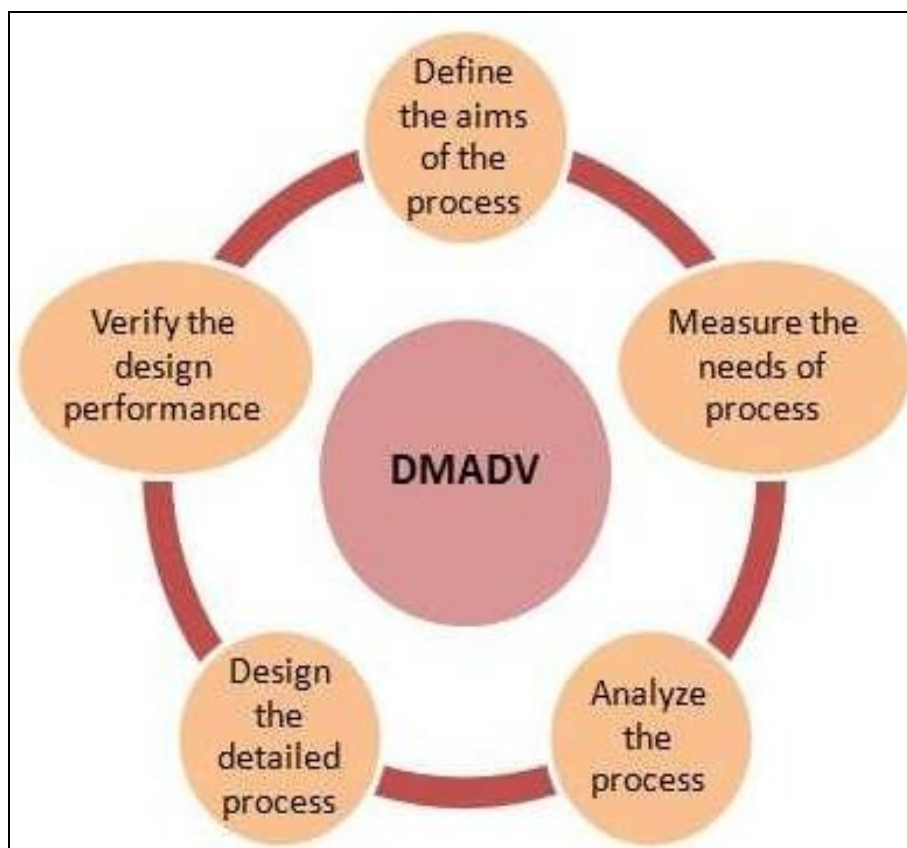 Define
the aims
of the
process
Measure the
needs of
process
Analyze
the
process
Design
the
detailed
process
Verify the
design
performance
DMADV